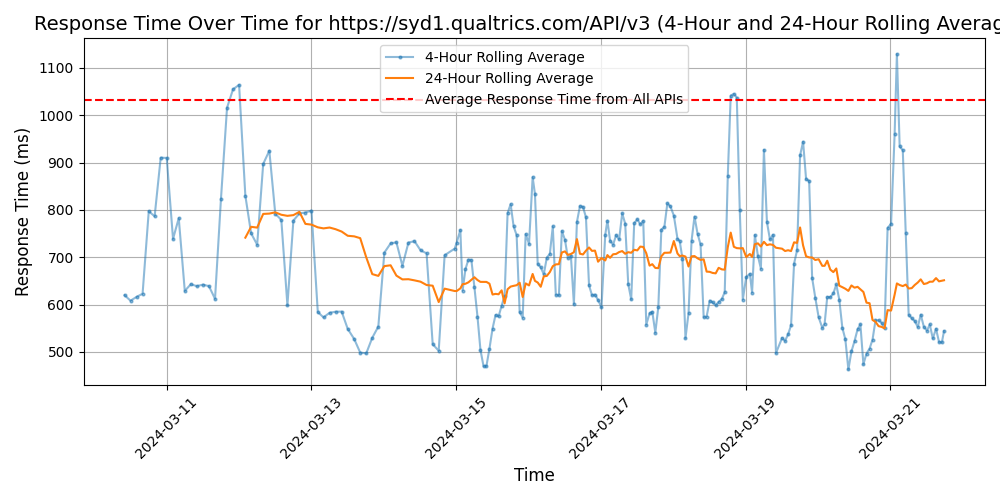 Response Time Over Time for https://syd1.qualtrics.com/API/v3 (4-Hour and 24-Hour Rolling Averag
4-Hour Rolling Average
24-Hour Rolling Average
Average Response Time from All APIs
Response Time (ms)
1100
1000
900
800
700
600
500
2024-03-11
2024-03-13
2024-03-15
2024-03-17
2024-03-19
2024-03-21
Time